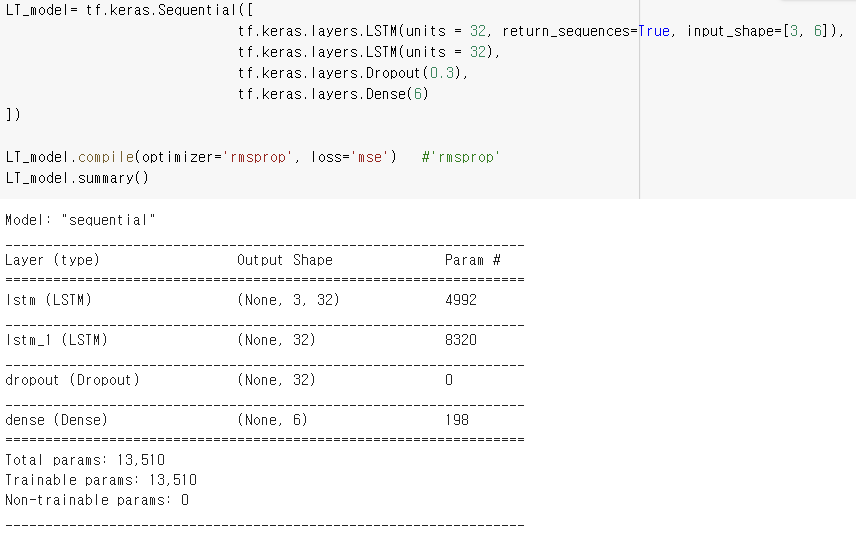 LT_model= tf.keras.Sequential([
tf.keras.layers.LSTM(units = 32, return_sequences=True, input_shape=[3, 6]),
tf.keras.layers.LSTM(units = 32),
tf.keras.layers.Dropout(0.3),
tf.keras.layers.Dense(6)
])
LT_model.compile(optimizer='rmsprop', loss='mse') #'rmsprop'
LT_model.summary()
Model: "sequential"
_________________________________________________________________
Layer (type) Output Shape Param #
=================================================================
lstm (LSTM) (None, 3, 32) 4992
_________________________________________________________________
lstm_1 (LSTM) (None, 32) 8320
_________________________________________________________________
dropout (Dropout) (None, 32) 0
_________________________________________________________________
dense (Dense) (None, 6) 198
=================================================================
Total params: 13,510
Trainable params: 13,510
Non-trainable params: 0
_________________________________________________________________